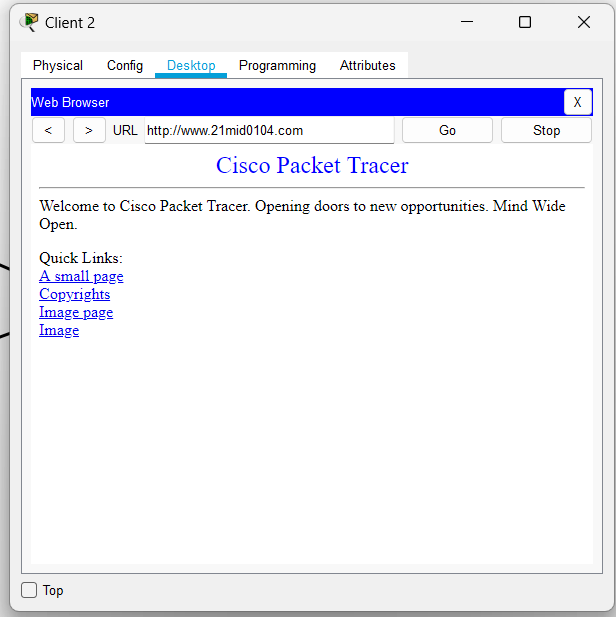 Client 2
Physical Config Desktop Programming Attributes
Web Browser X
< > URL http://www.21mid0104.com Go Stop
Cisco Packet Tracer
Welcome to Cisco Packet Tracer. Opening doors to new opportunities. Mind Wide
Open.
Quick Links:
A small page
Copyrights
Image page
Image
Top